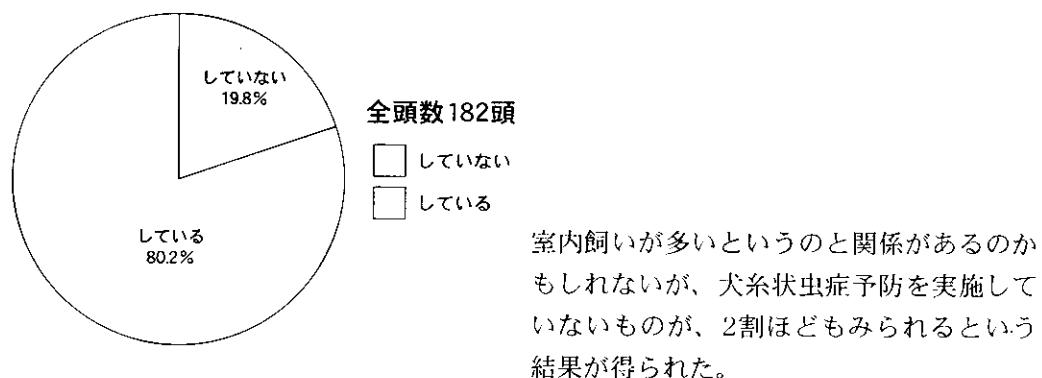 していない
19.8%
全頭数182頭
していない
している
している
80.2%
室内飼いが多いというのと関係があるのか
もしれないが、犬糸状虫症予防を実施して
いないものが、2割ほどもみられるという
結果が得られた。